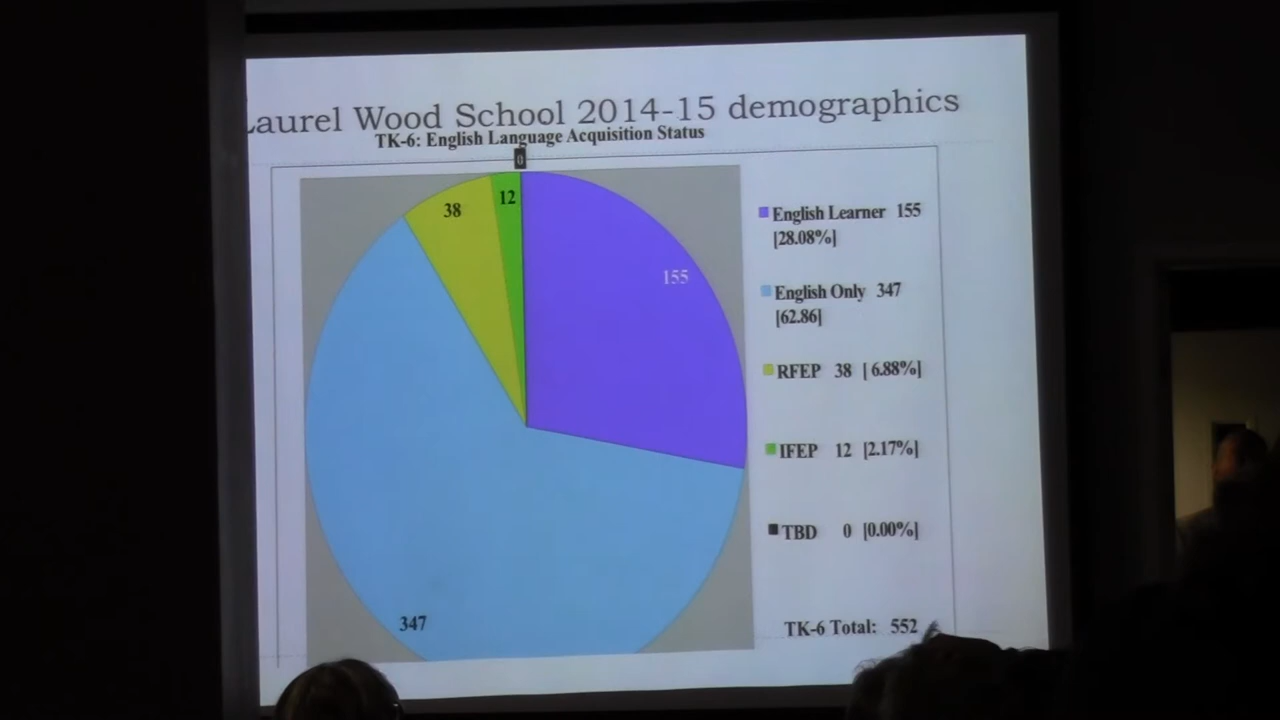 Laurel Wood School 2014-15 demographics
TK-6: English Language Acquisition Status
0
12
38
155
347
English Learner 155
[28.08%]
English Only 347
[62.86]
RFEP 38 [ 6.88%]
IFEP 12 [2.17%]
TBD 0 [0.00%]
TK-6 Total: 552